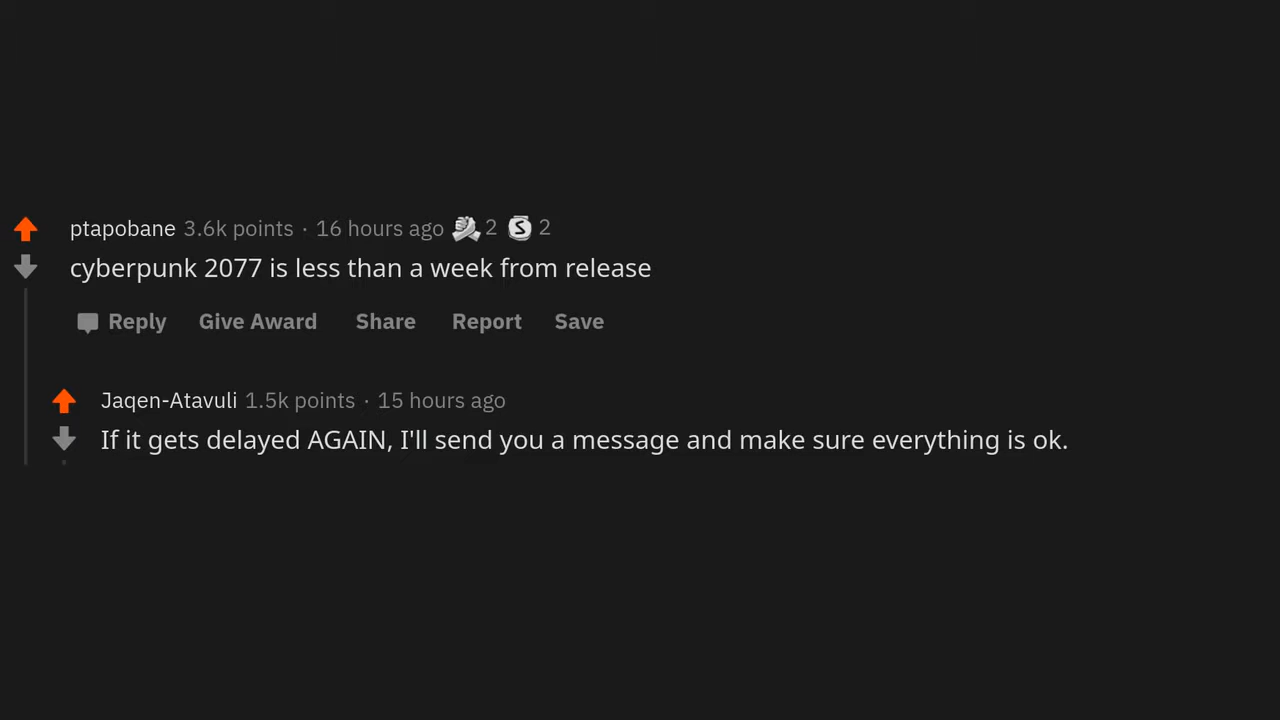 ptapobane 3.6k points · 16 hours ago 2 S 2
cyberpunk 2077 is less than a week from release
Reply Give Award Share Report Save
Jaqen-Atavuli 1.5k points · 15 hours ago
If it gets delayed AGAIN, I'll send you a message and make sure everything is ok.